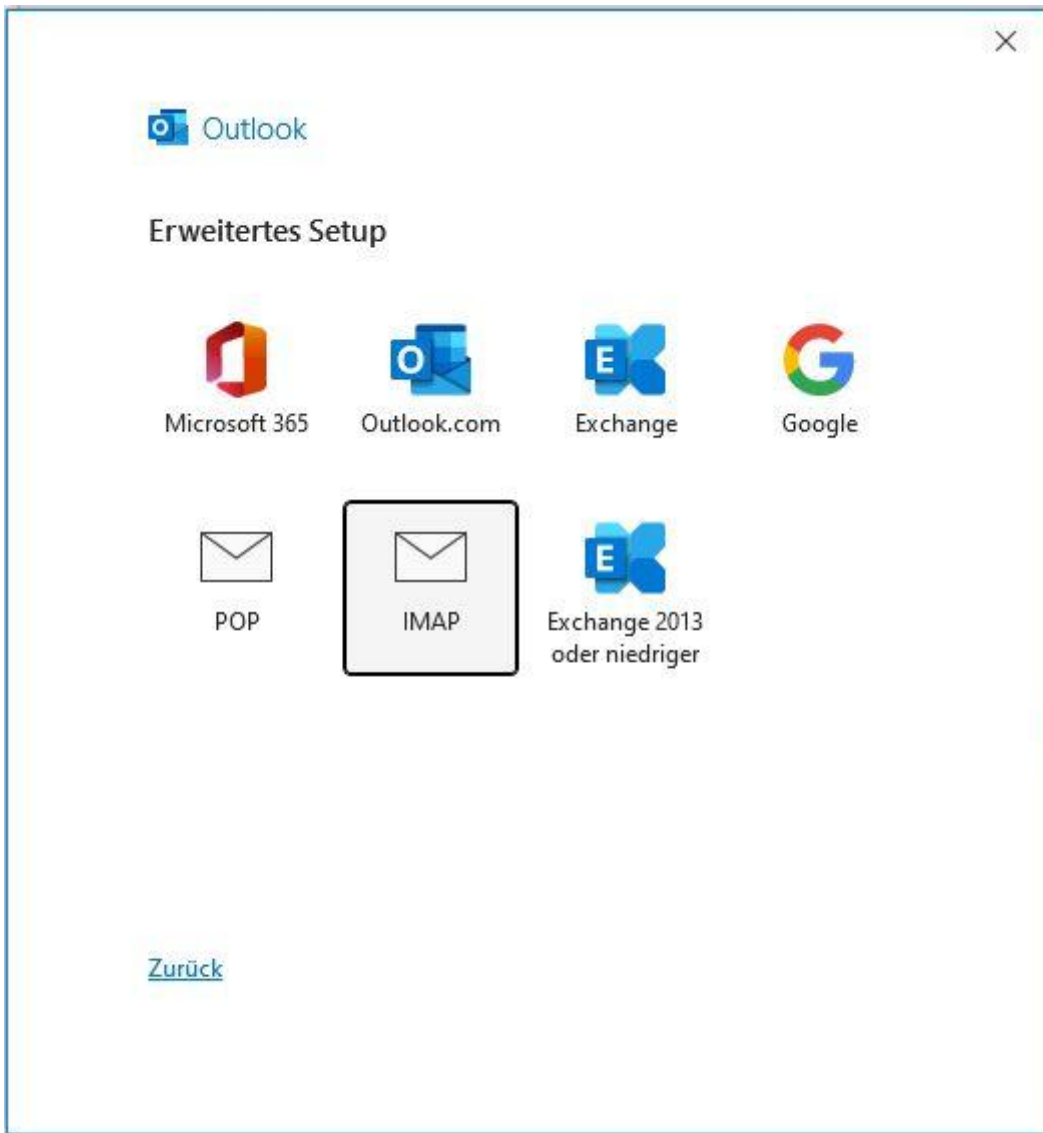 Outlook
Erweitertes Setup
Microsoft 365
Outlook.com
Exchange
Google
POP
IMAP
Exchange 2013
oder niedriger
Zurück